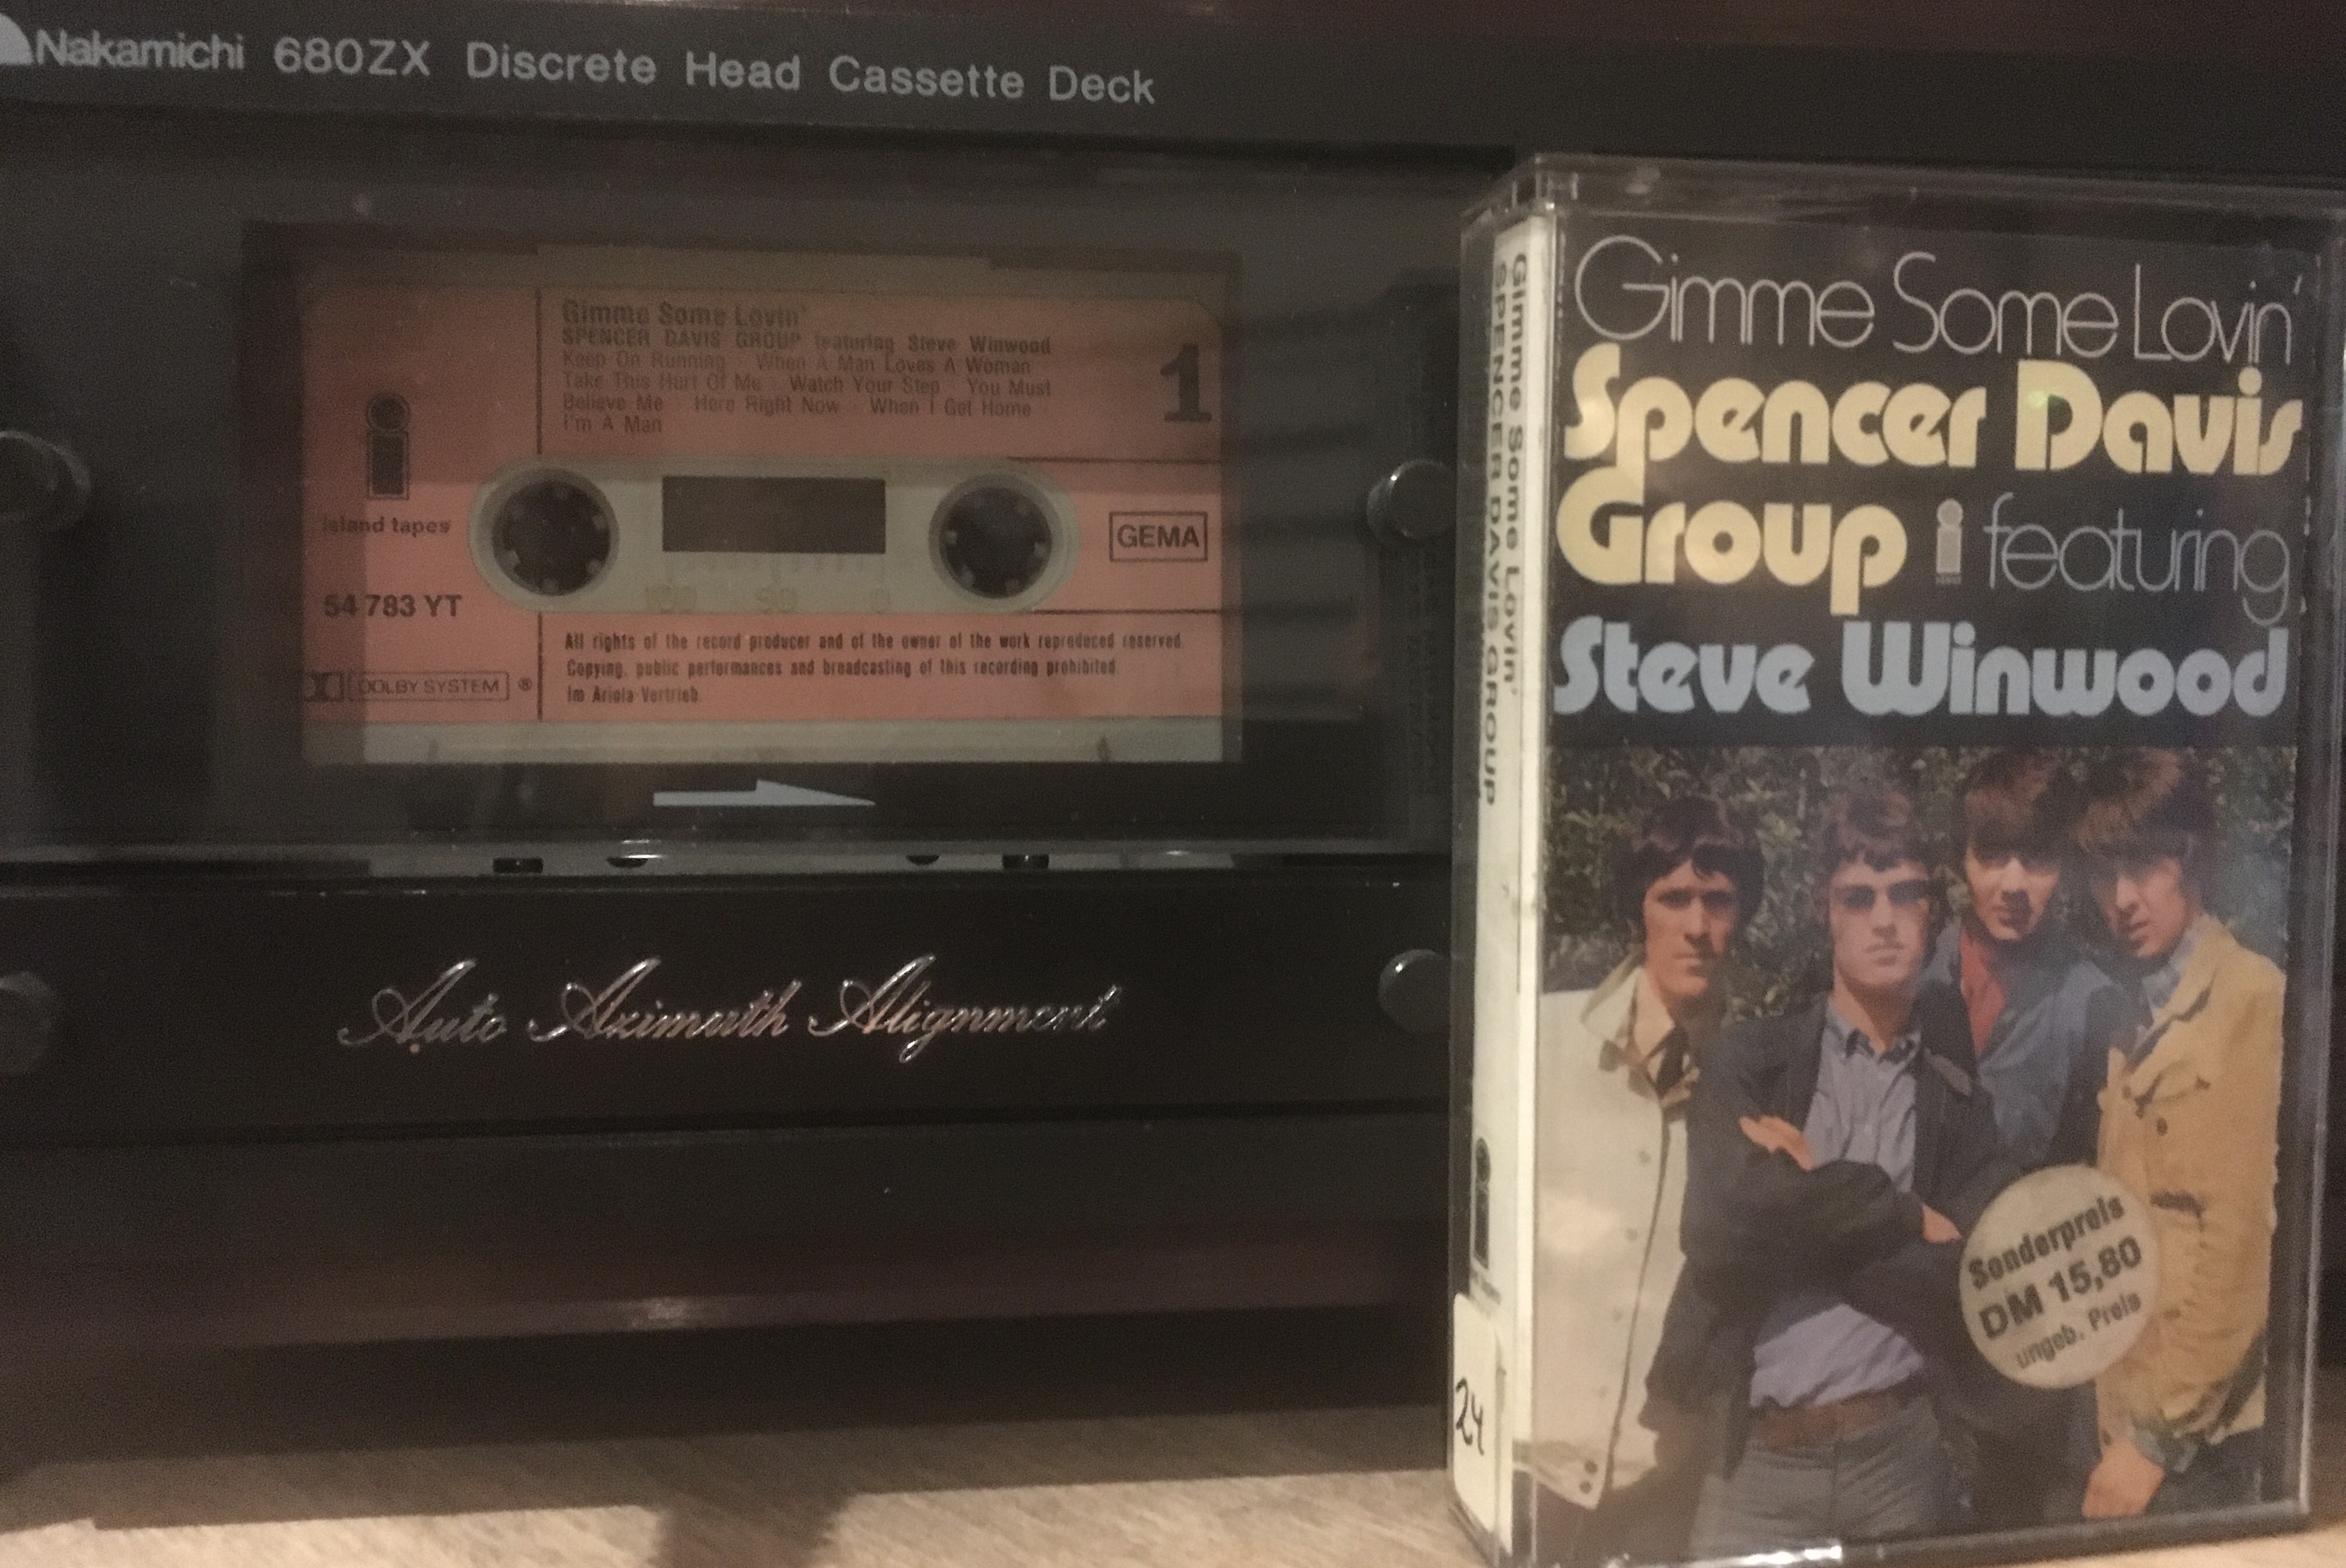 Nakamichi 680ZX Discrete Head Cassette Deck
Gimme Some Lovin'
SPENCER DAVIS GROUP featuring Steve Winwood
Keep On Running When A Man Loves A Woman
Take This Hurt Of Me Watch Your Step You Must
Believe Me Here Right Now When I Get Home
I'm A Man
1
island tapes
GEMA
54 783 YT
DOLBY SYSTEM ®
All rights of the record producer and of the owner of the work reproduced reserved.
Copying, public performances and broadcasting of this recording prohibited.
Im Ariola-Vertrieb.
100 50 0
Auto Azimuth Alignment
Gimme Some Lovin'
SPENCER DAVIS GROUP
24
Gimme Some Lovin'
Spencer Davis
Group i featuring
Steve Winwood
Sonderpreis
DM 15,80
ungeb. Preis